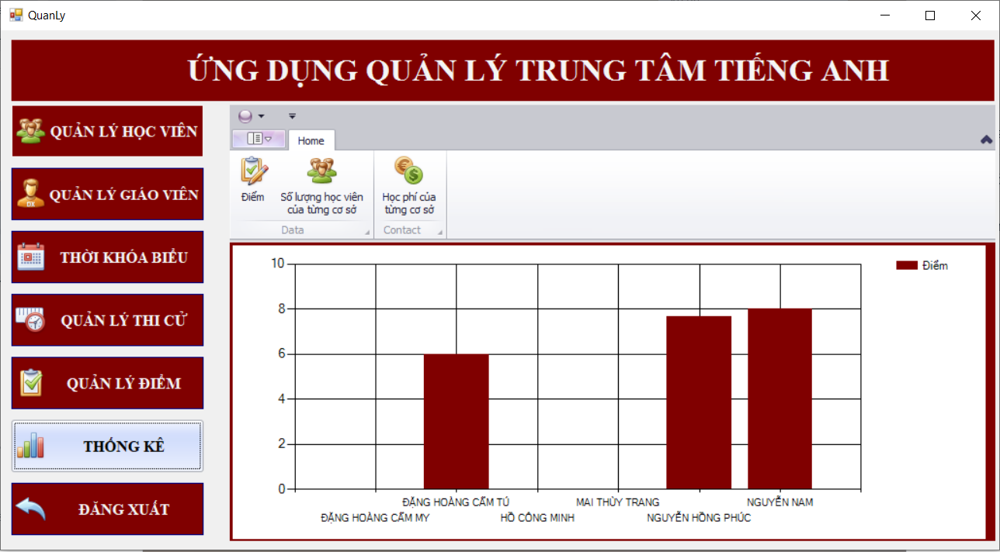 QuanLy
ỨNG DỤNG QUẢN LÝ TRUNG TÂM TIẾNG ANH
QUẢN LÝ HỌC VIÊN
QUẢN LÝ GIÁO VIÊN
THỜI KHÓA BIỂU
QUẢN LÝ THI CỬ
QUẢN LÝ ĐIỂM
THỐNG KÊ
ĐĂNG XUẤT
Home
Điểm
Số lượng học viên
của từng cơ sở
Data
Học phí của
từng cơ sở
Contact
10
8
6
4
2
0
Điểm
ĐẶNG HOÀNG CẨM TÚ
MAI THÙY TRANG
NGUYỄN NAM
ĐẶNG HOÀNG CẨM MY
HỒ CÔNG MINH
NGUYỄN HỒNG PHÚC